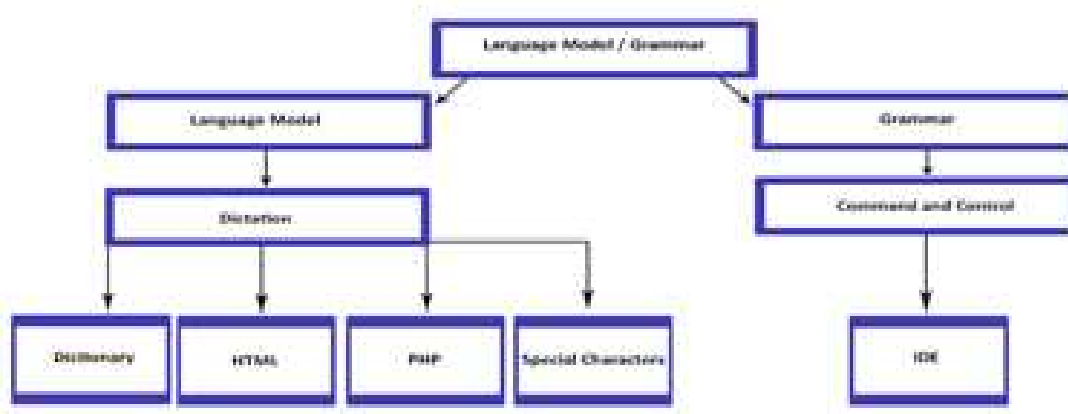 Language Model / Grammar
Language Model
Grammar
Dictation
Command and Control
Dictionary
HTML
PHP
Special Characters
IDE